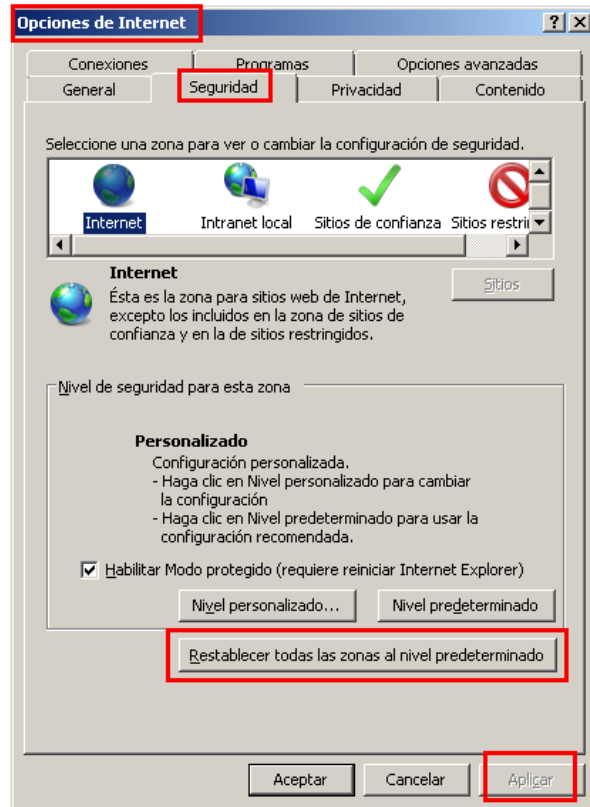 Opciones de Internet
Conexiones Programas Opciones avanzadas
General Seguridad Privacidad Contenido
Seleccione una zona para ver o cambiar la configuración de seguridad.
Internet Intranet local Sitios de confianza Sitios restrin
Internet
Ésta es la zona para sitios web de Internet,
excepto los incluidos en la zona de sitios de
confianza y en la de sitios restringidos.
Sitios
Nivel de seguridad para esta zona
Personalizado
Configuración personalizada.
- Haga clic en Nivel personalizado para cambiar
la configuración
- Haga clic en Nivel predeterminado para usar la
configuración recomendada.
Habilitar Modo protegido (requiere reiniciar Internet Explorer)
Nivel personalizado... Nivel predeterminado
Restablecer todas las zonas al nivel predeterminado
Aceptar Cancelar Aplicar